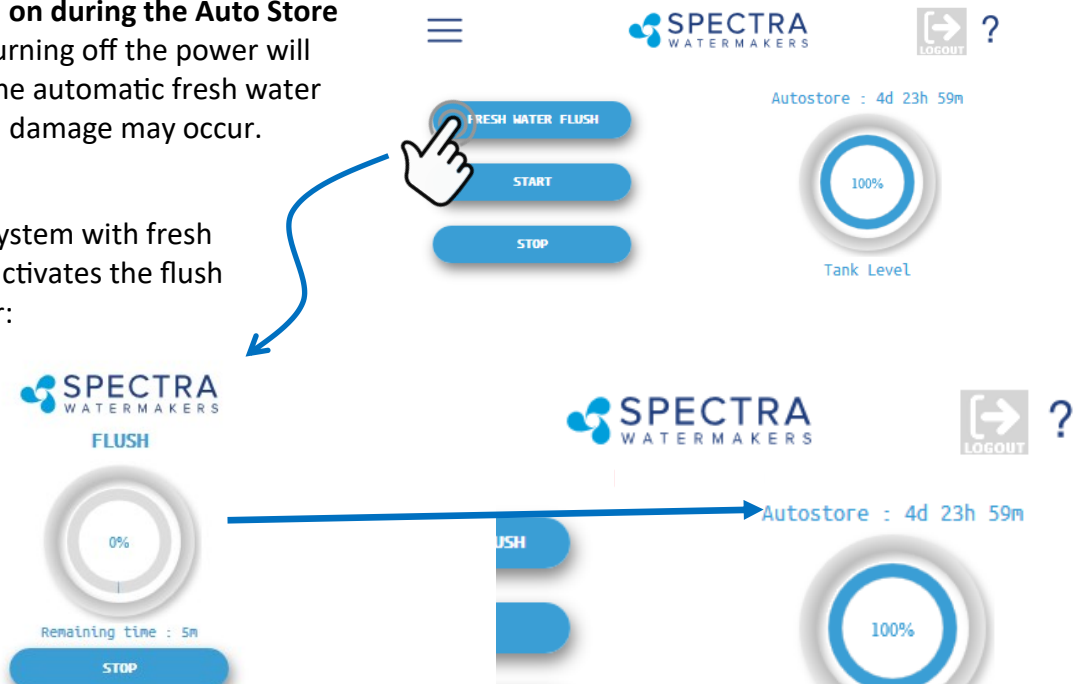 on during the Auto Store
urning off the power will
he automatic fresh water
damage may occur.
ystem with fresh
ctivates the flush
r:
SPECTRA
WATERMAKERS
LOGOUT
?
FRESH WATER FLUSH
START
STOP
Autostore : 4d 23h 59m
100%
Tank Level
SPECTRA
WATERMAKERS
FLUSH
0%
Remaining time : 5m
STOP
SPECTRA
WATERMAKERS
LOGOUT
?
USH
Autostore : 4d 23h 59m
100%